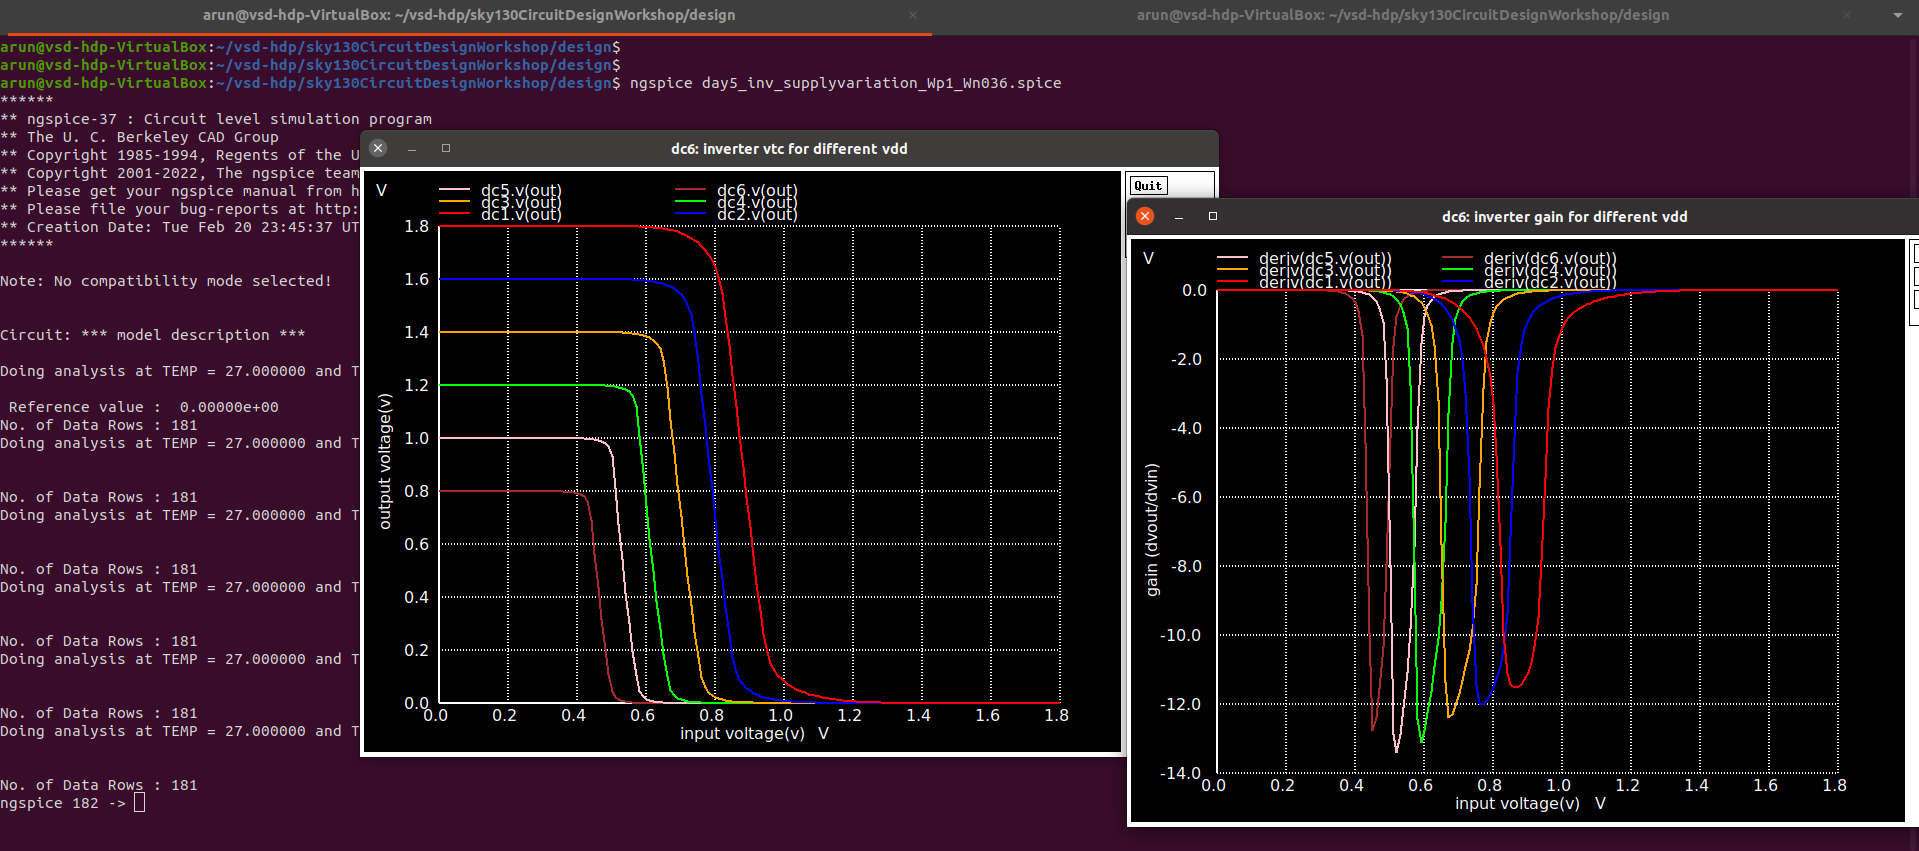 arun@vsd-hdp-VirtualBox: ~/vsd-hdp/sky130CircuitDesignWorkshop/design
arun@vsd-hdp-VirtualBox: ~/vsd-hdp/sky130CircuitDesignWorkshop/design
arun@vsd-hdp-VirtualBox:~/vsd-hdp/sky130CircuitDesignWorkshop/design$
arun@vsd-hdp-VirtualBox:~/vsd-hdp/sky130CircuitDesignWorkshop/design$
arun@vsd-hdp-VirtualBox:~/vsd-hdp/sky130CircuitDesignWorkshop/design$ ngspice day5_inv_supplyvariation_Wp1_Wn036.spice
******
** ngspice-37 : Circuit level simulation program
** The U. C. Berkeley CAD Group
** Copyright 1985-1994, Regents of the U
** Copyright 2001-2022, The ngspice team
** Please get your ngspice manual from h
** Please file your bug-reports at http:
** Creation Date: Tue Feb 20 23:45:37 UT
******
Note: No compatibility mode selected!
Circuit: *** model description ***
Doing analysis at TEMP = 27.000000 and T
Reference value :  0.00000e+00
No. of Data Rows : 181
Doing analysis at TEMP = 27.000000 and T
No. of Data Rows : 181
Doing analysis at TEMP = 27.000000 and T
No. of Data Rows : 181
Doing analysis at TEMP = 27.000000 and T
No. of Data Rows : 181
Doing analysis at TEMP = 27.000000 and T
No. of Data Rows : 181
Doing analysis at TEMP = 27.000000 and T
No. of Data Rows : 181
ngspice 182 ->
dc6: inverter vtc for different vdd
Quit
V
dc5.v(out)
dc6.v(out)
dc3.v(out)
dc4.v(out)
dc1.v(out)
dc2.v(out)
1.8
1.6
1.4
1.2
1.0
0.8
0.6
0.4
0.2
0.0
output voltage(v)
0.0 0.2 0.4 0.6 0.8 1.0 1.2 1.4 1.6 1.8
input voltage(v) V
dc6: inverter gain for different vdd
V
deriv(dc5.v(out))
deriv(dc6.v(out))
deriv(dc3.v(out))
deriv(dc4.v(out))
deriv(dc1.v(out))
deriv(dc2.v(out))
0.0
-2.0
-4.0
-6.0
-8.0
-10.0
-12.0
-14.0
gain (dvout/dvin)
0.0 0.2 0.4 0.6 0.8 1.0 1.2 1.4 1.6 1.8
input voltage(v) V